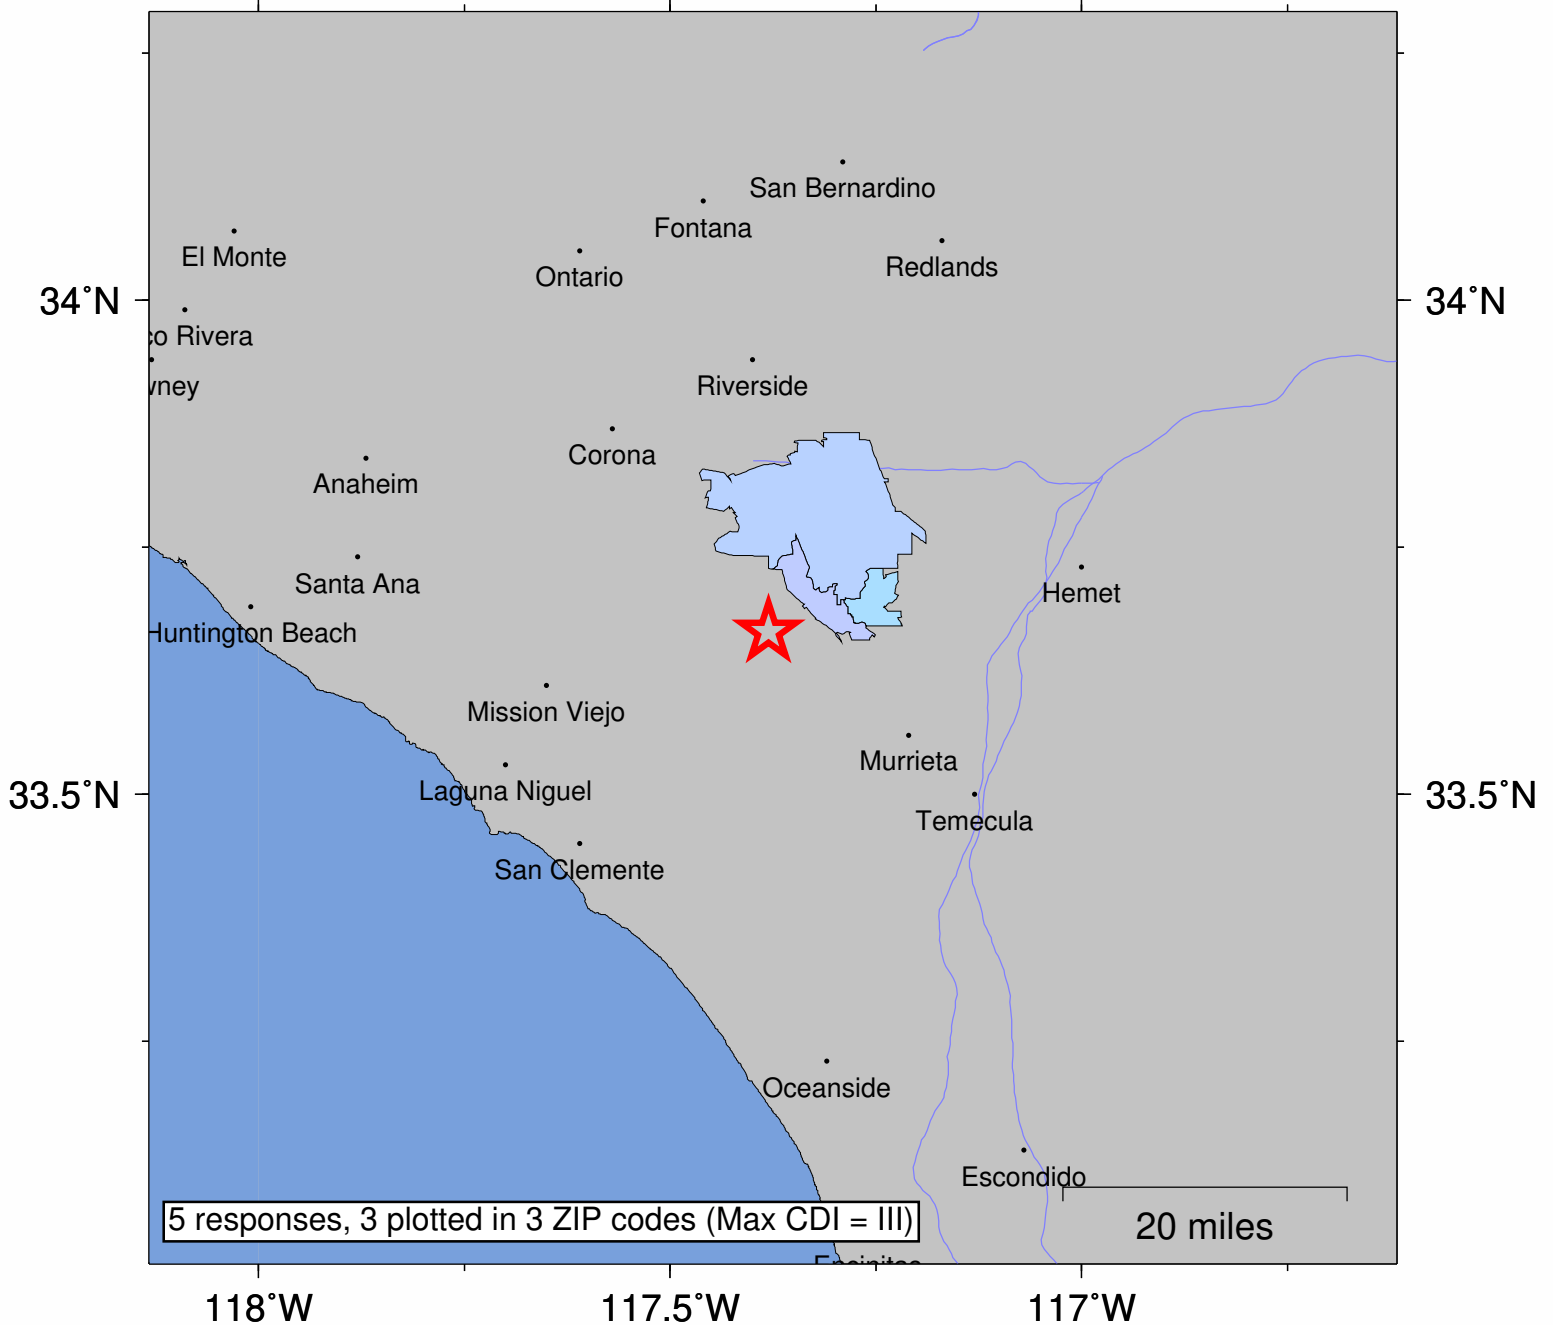 San Bernardino
Fontana
El Monte
Ontario
Redlands
34°N
34°N
co Rivera
wney
Riverside
Corona
Anaheim
Santa Ana
Hemet
Huntington Beach
Mission Viejo
Murrieta
33.5°N
Laguna Niguel
33.5°N
Temecula
San Clemente
Oceanside
Escondido
5 responses, 3 plotted in 3 ZIP codes (Max CDI = III)
20 miles
118°W
117.5°W
117°W